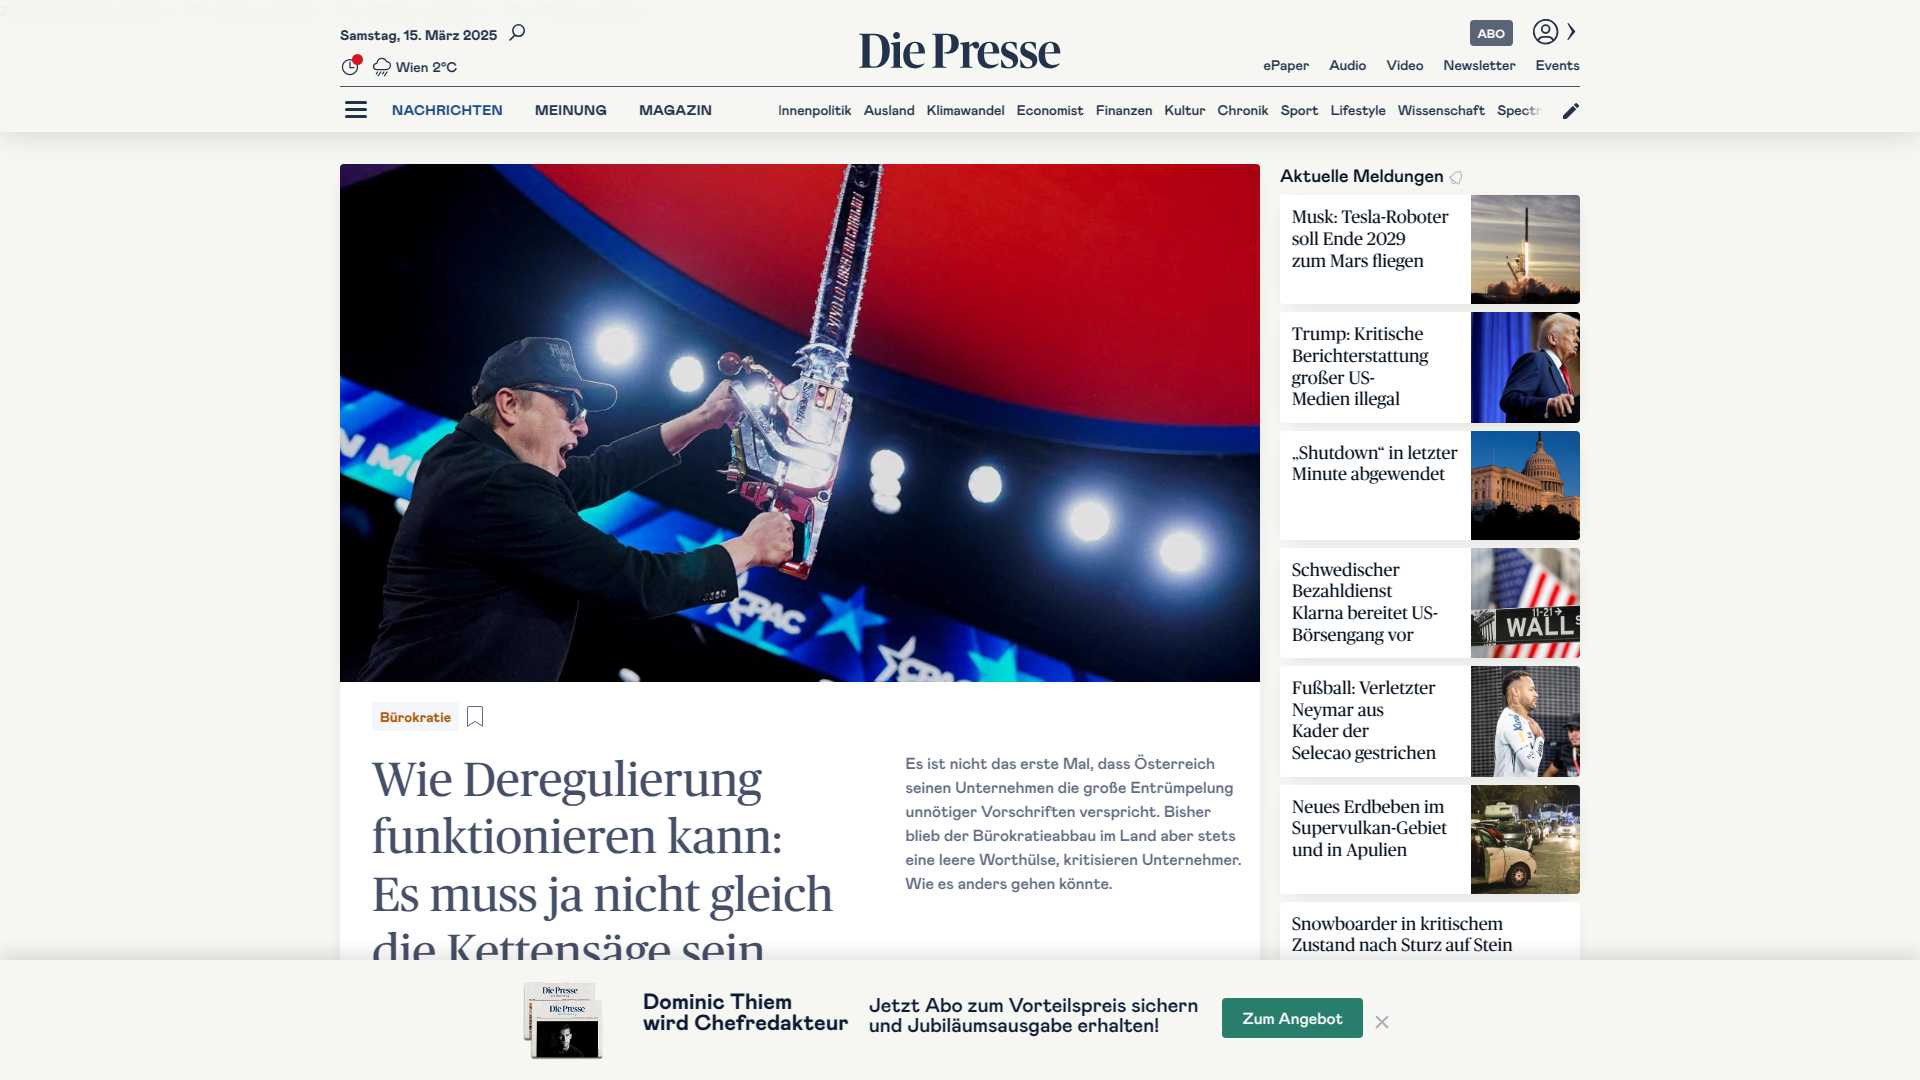 Samstag, 15. März 2025
Die Presse
ABO
Wien 2°C
ePaper Audio Video Newsletter Events
NACHRICHTEN MEINUNG MAGAZIN
Innenpolitik Ausland Klimawandel Economist Finanzen Kultur Chronik Sport Lifestyle Wissenschaft Spectr
VIVA LA LIBERTAD CARAJO
CPAC
Bürokratie
Wie Deregulierung
funktionieren kann:
Es muss ja nicht gleich
die Kettensäge sein
Es ist nicht das erste Mal, dass Österreich
seinen Unternehmen die große Entrümpelung
unnötiger Vorschriften verspricht. Bisher
blieb der Bürokratieabbau im Land aber stets
eine leere Worthülse, kritisieren Unternehmer.
Wie es anders gehen könnte.
Aktuelle Meldungen
Musk: Tesla-Roboter
soll Ende 2029
zum Mars fliegen
Trump: Kritische
Berichterstattung
großer US-
Medien illegal
„Shutdown“ in letzter
Minute abgewendet
Schwedischer
Bezahldienst
Klarna bereitet US-
Börsengang vor
11-21
WALL S
Fußball: Verletzter
Neymar aus
Kader der
Selecao gestrichen
Neues Erdbeben im
Supervulkan-Gebiet
und in Apulien
Snowboarder in kritischem
Zustand nach Sturz auf Stein
Die Presse
Die Presse
Dominic Thiem
wird Chefredakteur
Jetzt Abo zum Vorteilspreis sichern
und Jubiläumsausgabe erhalten!
Zum Angebot